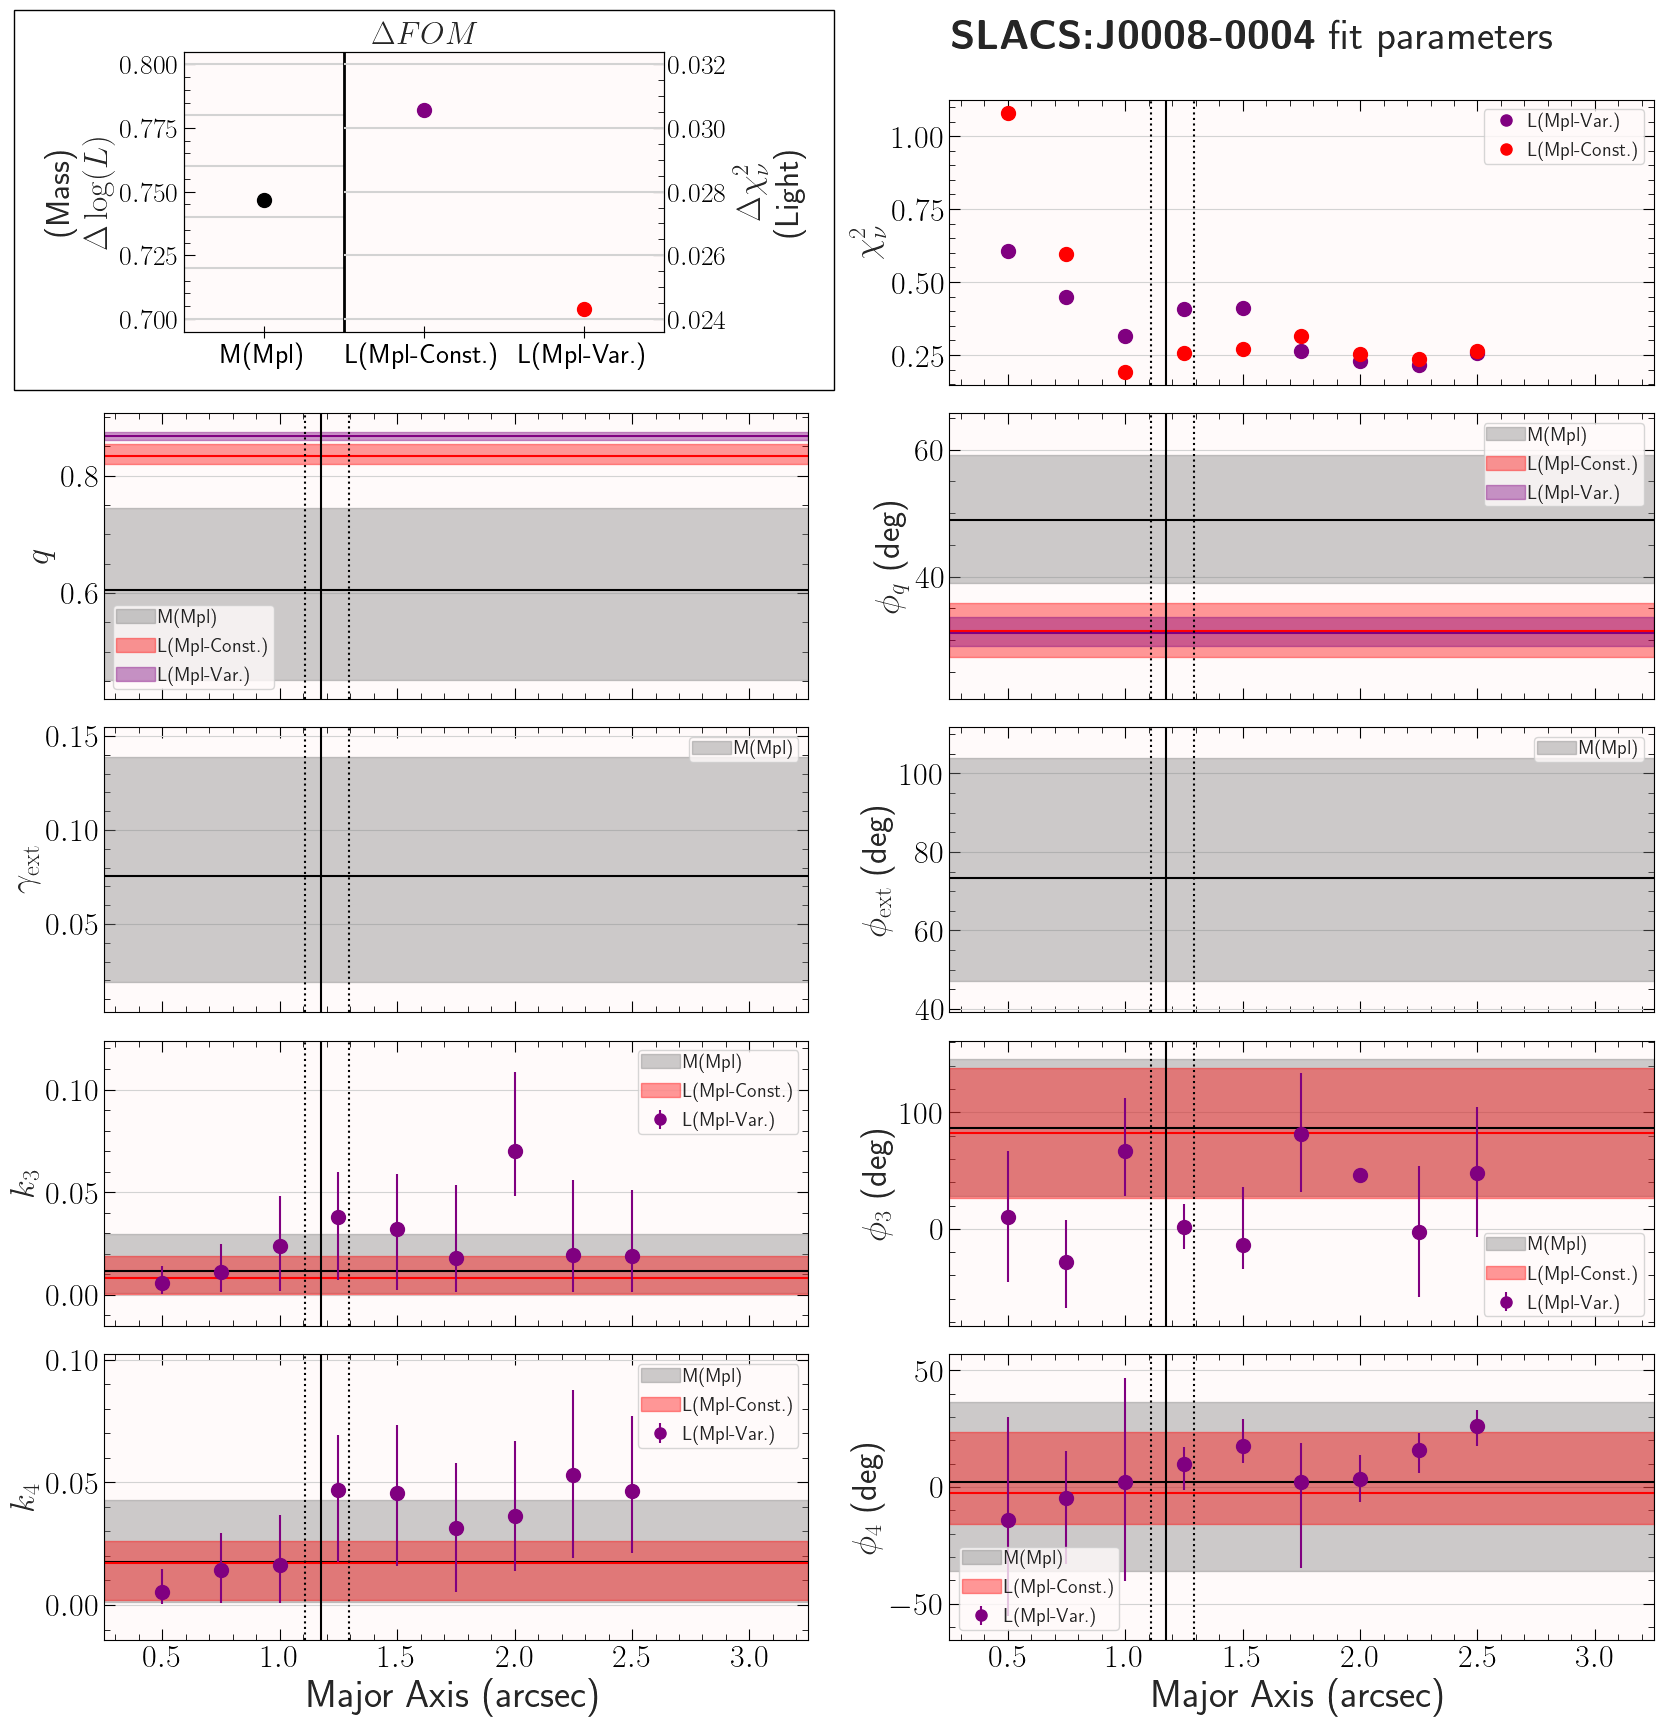 ΔFOM
SLACS:J0008-0004 fit parameters
(Mass)
Δ log(L)
0.800
0.775
0.750
0.725
0.700
0.032
0.030
0.028
0.026
0.024
Δχ²ᵥ
(Light)
M(Mpl) L(Mpl-Const.) L(Mpl-Var.)
χ²ᵥ
1.00
0.75
0.50
0.25
L(Mpl-Var.)
L(Mpl-Const.)
q
0.8
0.6
M(Mpl)
L(Mpl-Const.)
L(Mpl-Var.)
ϕq (deg)
60
40
M(Mpl)
L(Mpl-Const.)
L(Mpl-Var.)
γext
0.15
0.10
0.05
M(Mpl)
ϕext (deg)
100
80
60
40
M(Mpl)
k₃
0.10
0.05
0.00
M(Mpl)
L(Mpl-Const.)
L(Mpl-Var.)
ϕ₃ (deg)
100
0
M(Mpl)
L(Mpl-Const.)
L(Mpl-Var.)
k₄
0.10
0.05
0.00
M(Mpl)
L(Mpl-Const.)
L(Mpl-Var.)
0.5 1.0 1.5 2.0 2.5 3.0
Major Axis (arcsec)
ϕ₄ (deg)
50
0
−50
M(Mpl)
L(Mpl-Const.)
L(Mpl-Var.)
0.5 1.0 1.5 2.0 2.5 3.0
Major Axis (arcsec)